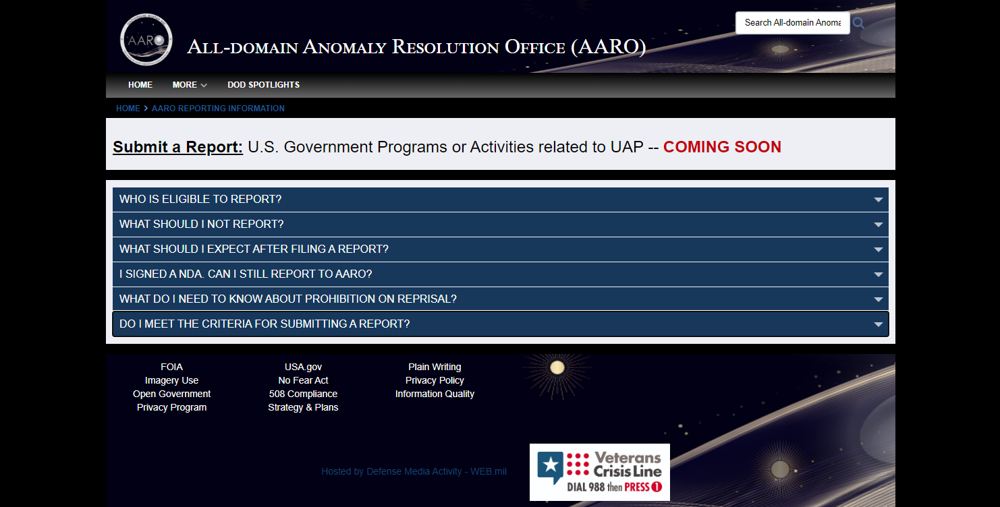 AARO
ALL-DOMAIN ANOMALY RESOLUTION OFFICE (AARO)
Search All-domain Anoma
HOME MORE DOD SPOTLIGHTS
HOME > AARO REPORTING INFORMATION
Submit a Report: U.S. Government Programs or Activities related to UAP -- COMING SOON
WHO IS ELIGIBLE TO REPORT?
WHAT SHOULD I NOT REPORT?
WHAT SHOULD I EXPECT AFTER FILING A REPORT?
I SIGNED A NDA. CAN I STILL REPORT TO AARO?
WHAT DO I NEED TO KNOW ABOUT PROHIBITION ON REPRISAL?
DO I MEET THE CRITERIA FOR SUBMITTING A REPORT?
FOIA
Imagery Use
Open Government
Privacy Program
USA.gov
No Fear Act
508 Compliance
Strategy & Plans
Plain Writing
Privacy Policy
Information Quality
Hosted by Defense Media Activity - WEB.mil
Veterans
Crisis Line
DIAL 988 then PRESS 1